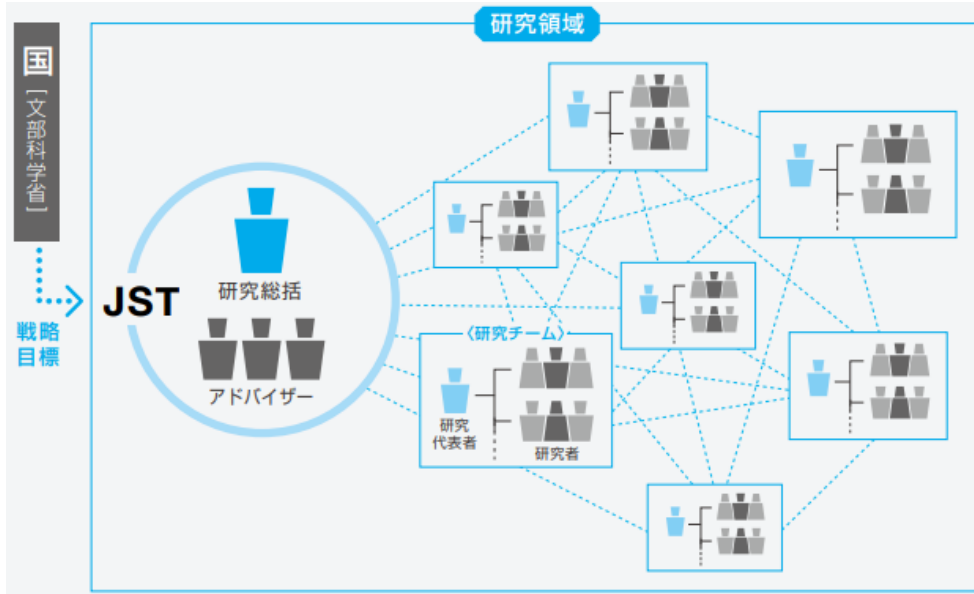 研究領域
国
[文部科学省]
戦略
目標
JST
研究総括
アドバイザー
〈研究チーム〉
研究
代表者
研究者